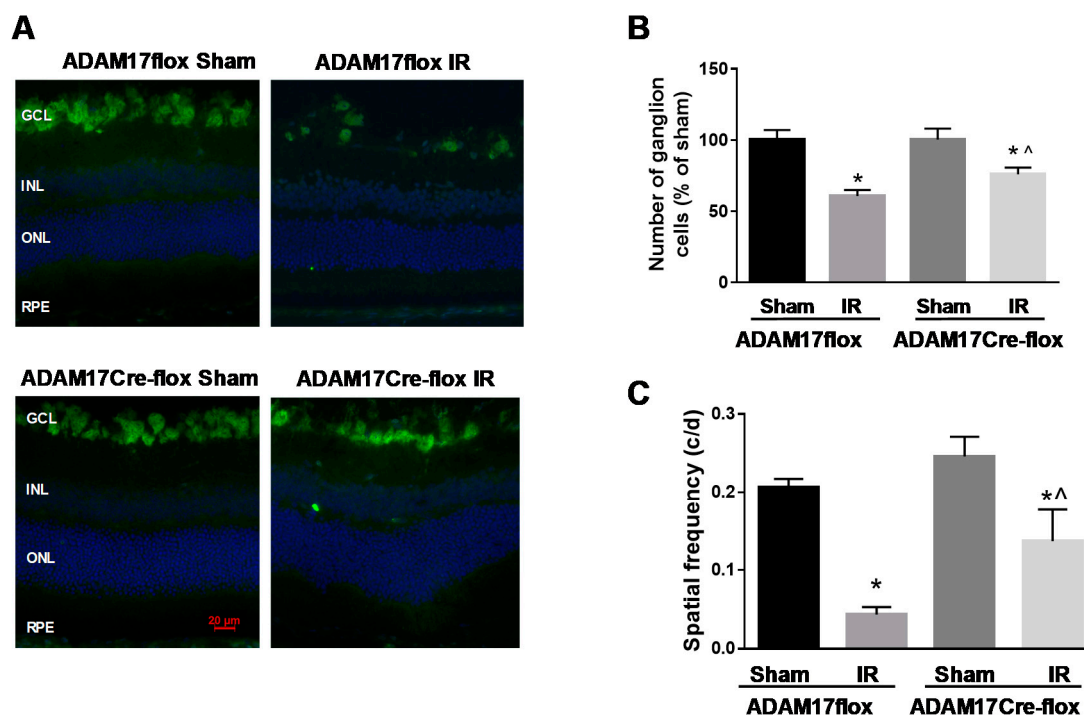 A
ADAM17flox Sham
ADAM17flox IR
GCL
INL
ONL
RPE
ADAM17Cre-flox Sham
ADAM17Cre-flox IR
GCL
INL
ONL
RPE
20 µm
B
Number of ganglion
cells (% of sham)
150
100
50
0
*
* ^
Sham
IR
Sham
IR
ADAM17flox
ADAM17Cre-flox
C
Spatial frequency (c/d)
0.3
0.2
0.1
0.0
*
*^
Sham
IR
Sham
IR
ADAM17flox
ADAM17Cre-flox